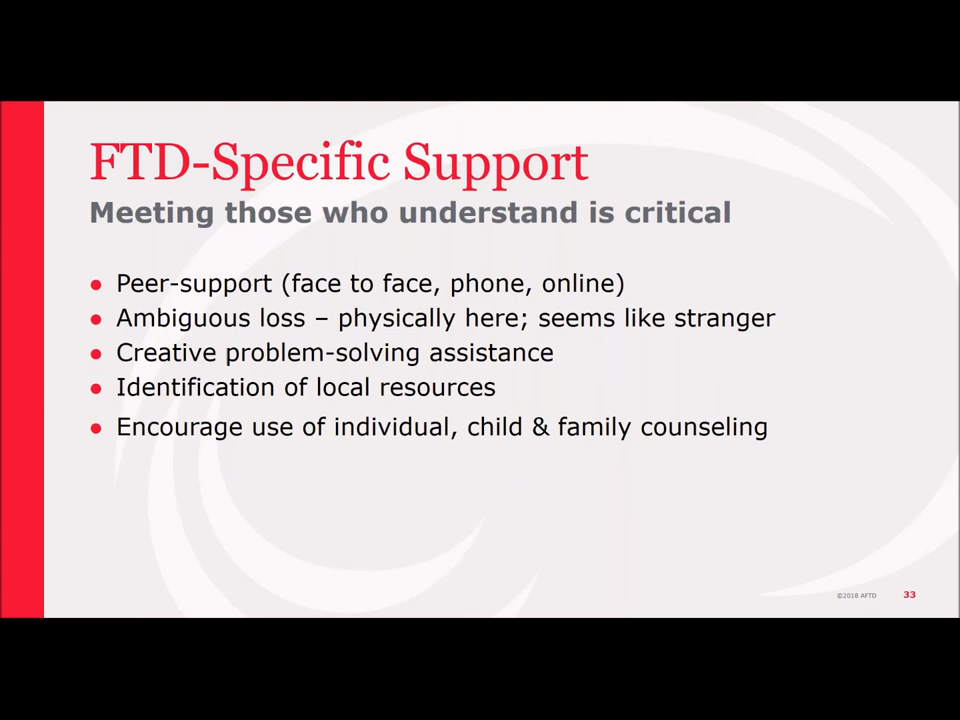 FTD-Specific Support
Meeting those who understand is critical
● Peer-support (face to face, phone, online)
● Ambiguous loss – physically here; seems like stranger
● Creative problem-solving assistance
● Identification of local resources
● Encourage use of individual, child & family counseling
©2018 AFTD 33